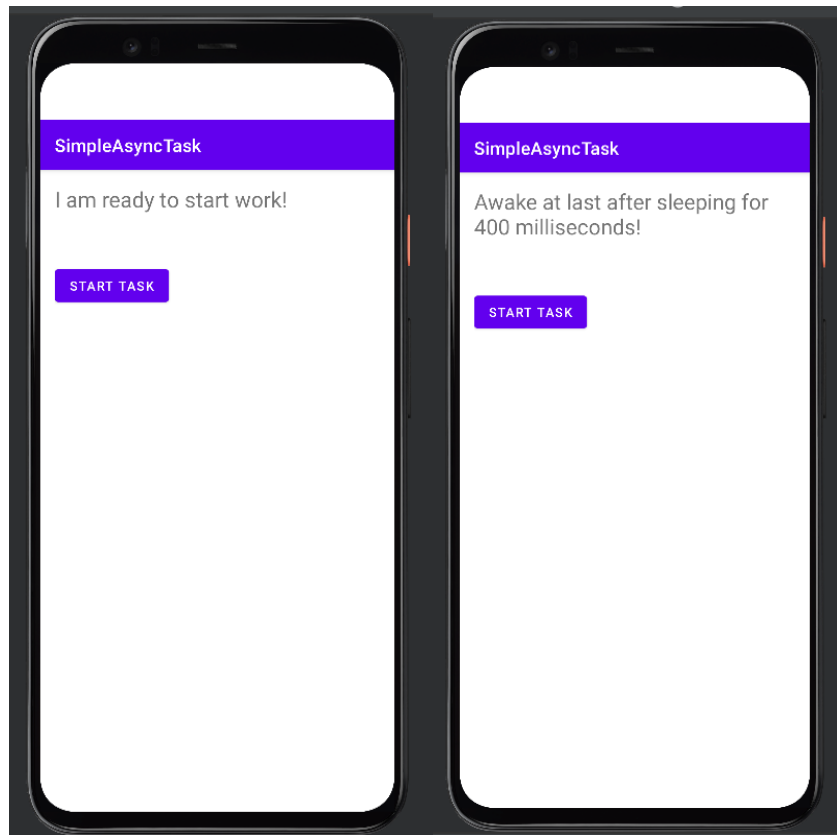 SimpleAsyncTask
I am ready to start work!
START TASK
SimpleAsyncTask
Awake at last after sleeping for
400 milliseconds!
START TASK